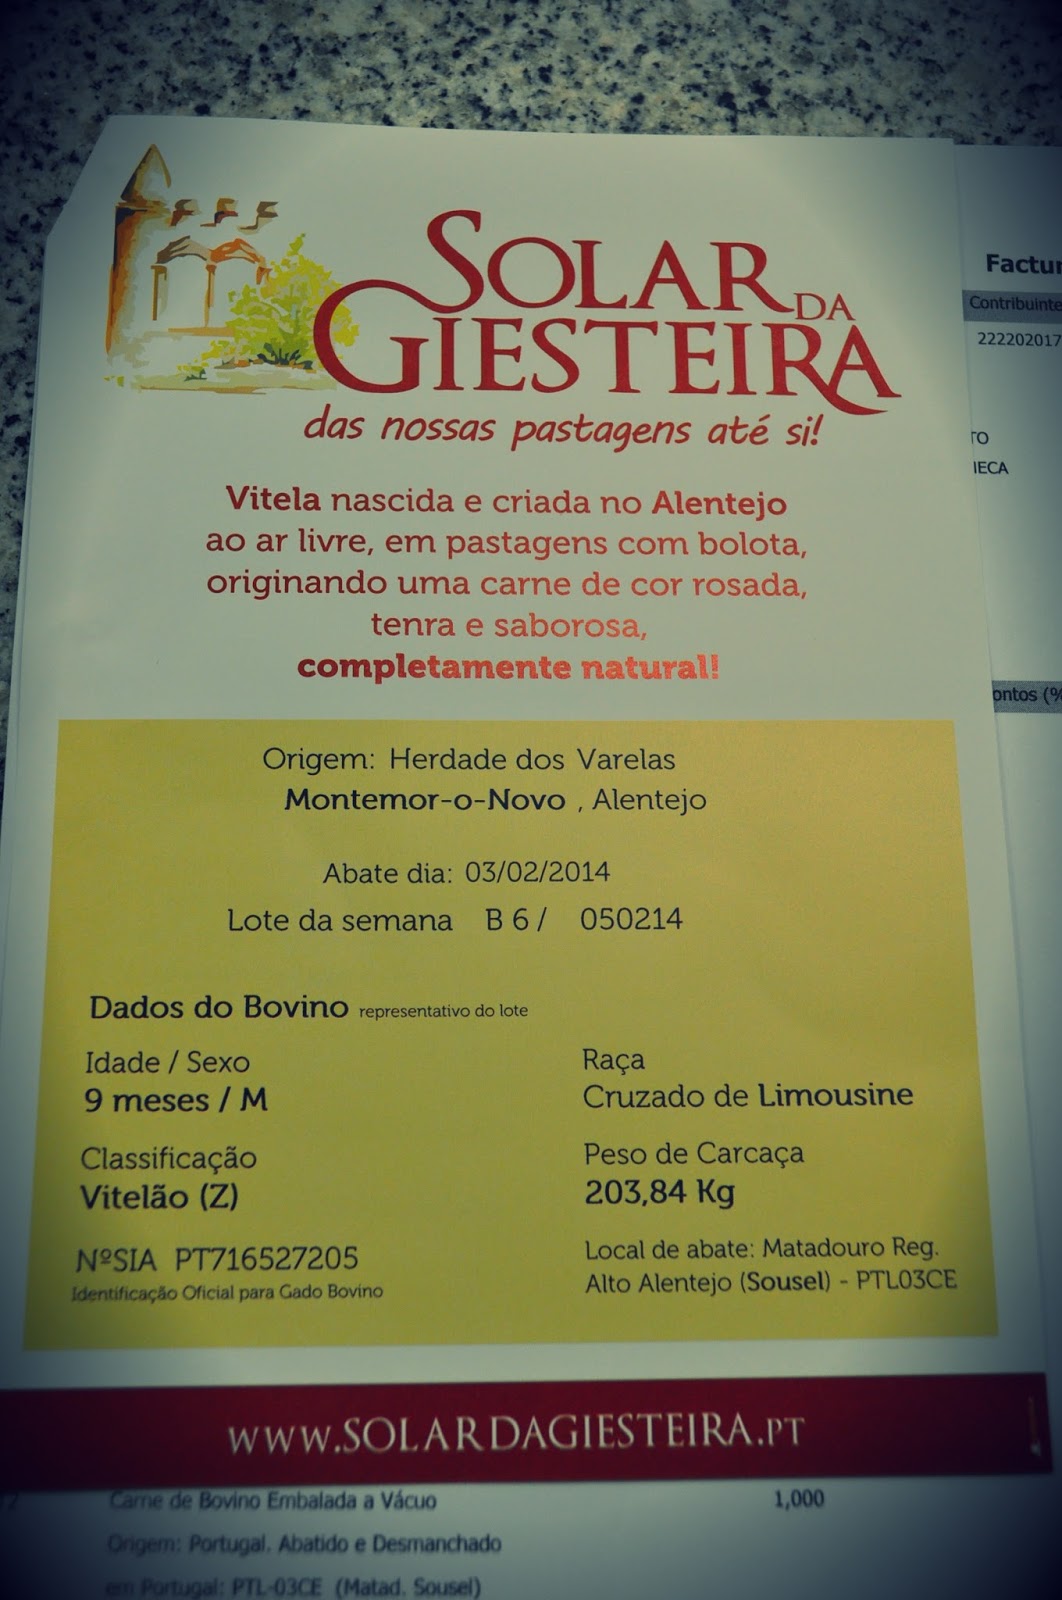 SOLAR DA
GIESTEIRA
das nossas pastagens até si!
Vitela nascida e criada no Alentejo
ao ar livre, em pastagens com bolota,
originando uma carne de cor rosada,
tenra e saborosa,
completamente natural!
Origem: Herdade dos Varelas
Montemor-o-Novo , Alentejo
Abate dia: 03/02/2014
Lote da semana B 6 / 050214
Dados do Bovino representativo do lote
Idade / Sexo
9 meses / M
Raça
Cruzado de Limousine
Classificação
Vitelão (Z)
Peso de Carcaça
203,84 Kg
NºSIA PT716527205
Identificação Oficial para Gado Bovino
Local de abate: Matadouro Reg.
Alto Alentejo (Sousel) - PTL03CE
WWW.SOLARDAGIESTEIRA.PT
Carne de Bovino Embalada a Vácuo 1,000
Origem: Portugal. Abatido e Desmanchado
em Portugal: PTL-03CE (Matad. Sousel)
Factur
Contribuinte
222202017
TO
IECA
ontos (%